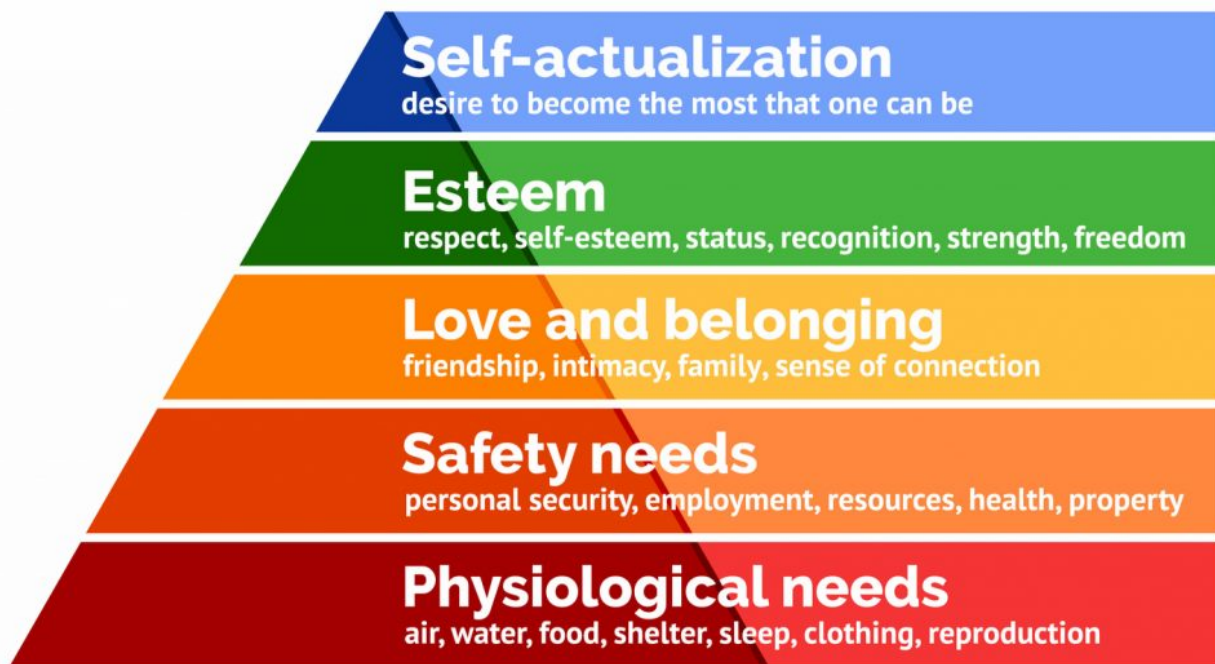 Self-actualization
desire to become the most that one can be
Esteem
respect, self-esteem, status, recognition, strength, freedom
Love and belonging
friendship, intimacy, family, sense of connection
Safety needs
personal security, employment, resources, health, property
Physiological needs
air, water, food, shelter, sleep, clothing, reproduction